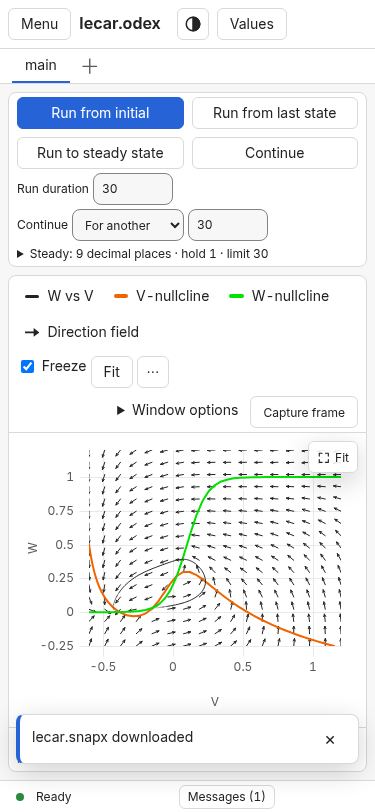 Menu lecar.odex Values
main
Run from initial Run from last state
Run to steady state Continue
Run duration 30
Continue For another 30
Steady: 9 decimal places · hold 1 · limit 30
W vs V V-nullcline W-nullcline
Direction field
Freeze Fit ...
Window options Capture frame
Fit
1
0.75
0.5
0.25
0
-0.25
W
-0.5 0 0.5 1
V
lecar.snapx downloaded ×
Ready Messages (1)